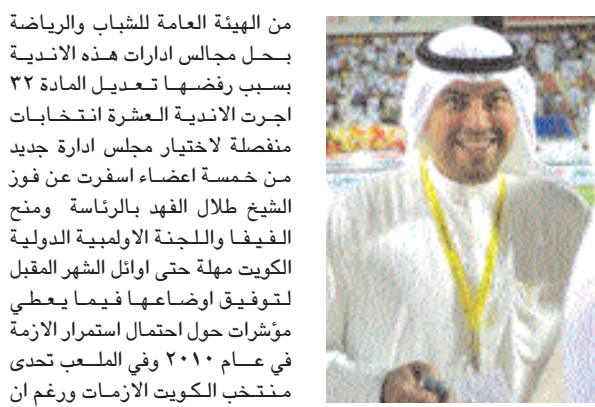 من الهيئة العامة للشباب والرياضة
بحل مجالس ادارات هذه الاندية
بسبب رفضها تعديل المادة ٣٢
اجرت الاندية العشرة انتخابات
منفصلة لاختيار مجلس ادارة جديد
من خمسة اعضاء اسفرت عن فوز
الشيخ طلال الفهد بالرئاسة ومنح
الفيفا واللجنة الاولمبية الدولية
الكويت مهلة حتى اوائل الشهر المقبل
لتوفيق اوضاعها فيما يعطي
مؤشرات حول احتمال استمرار الازمة
في عام ٢٠١٠ وفي الملعب تحدى
منتخب الكويت الازمات ورغم ان